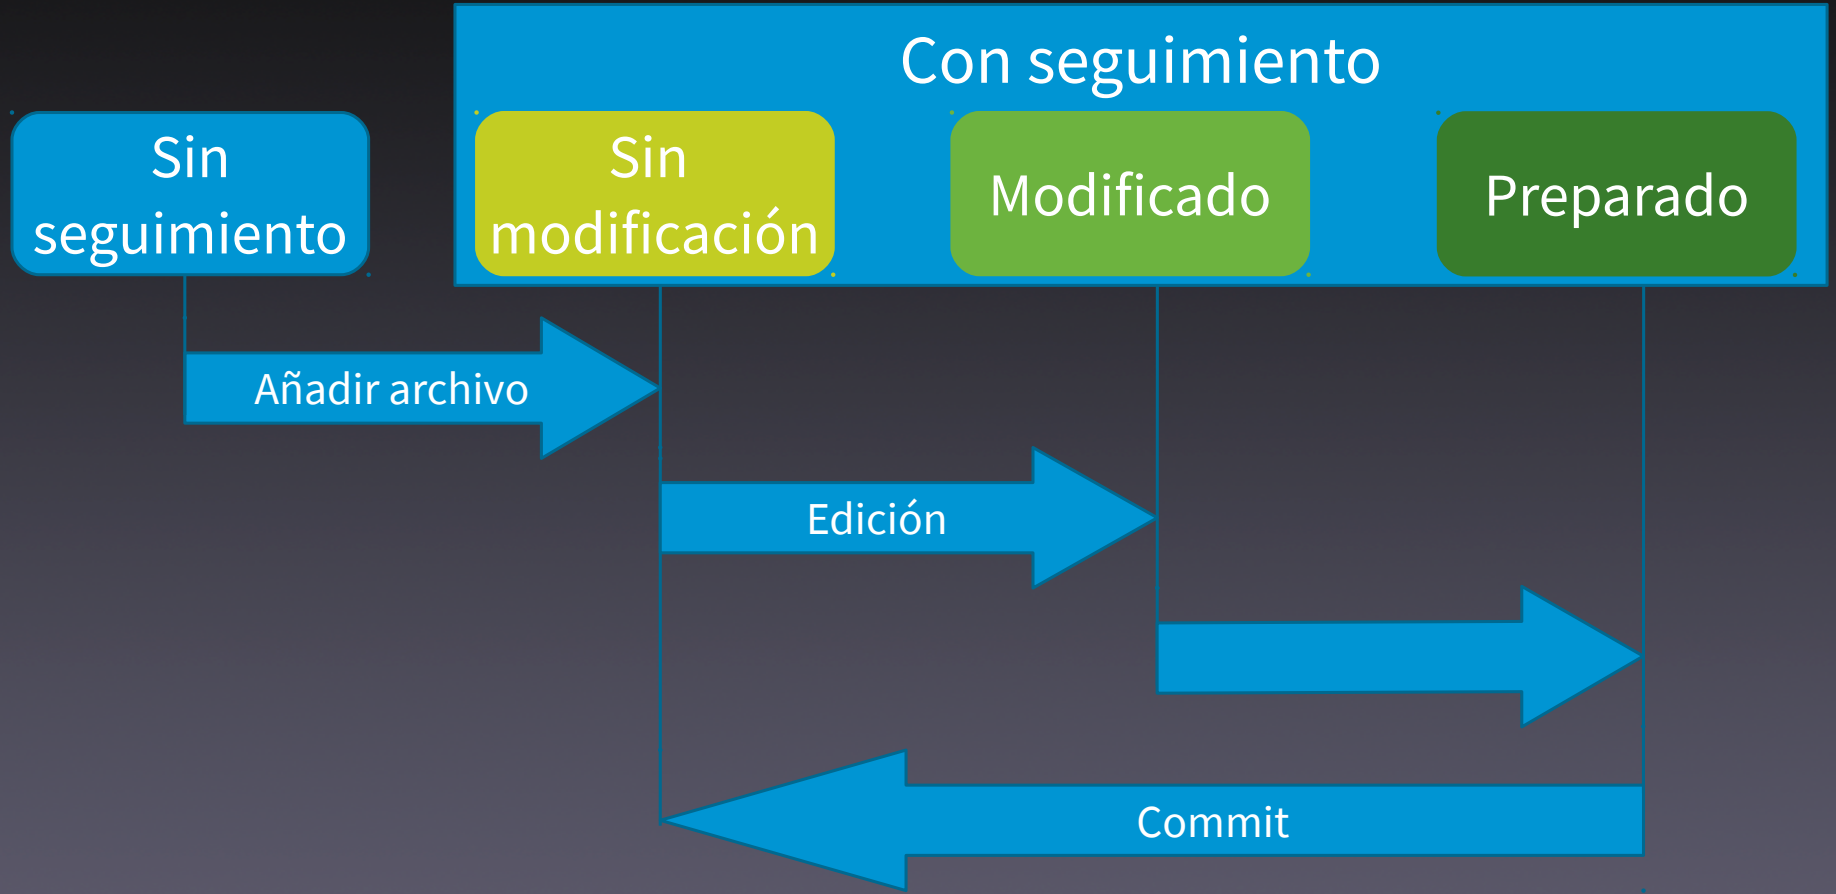 Con seguimiento
Sin
seguimiento
Sin
modificación
Modificado
Preparado
Añadir archivo
Edición
Commit